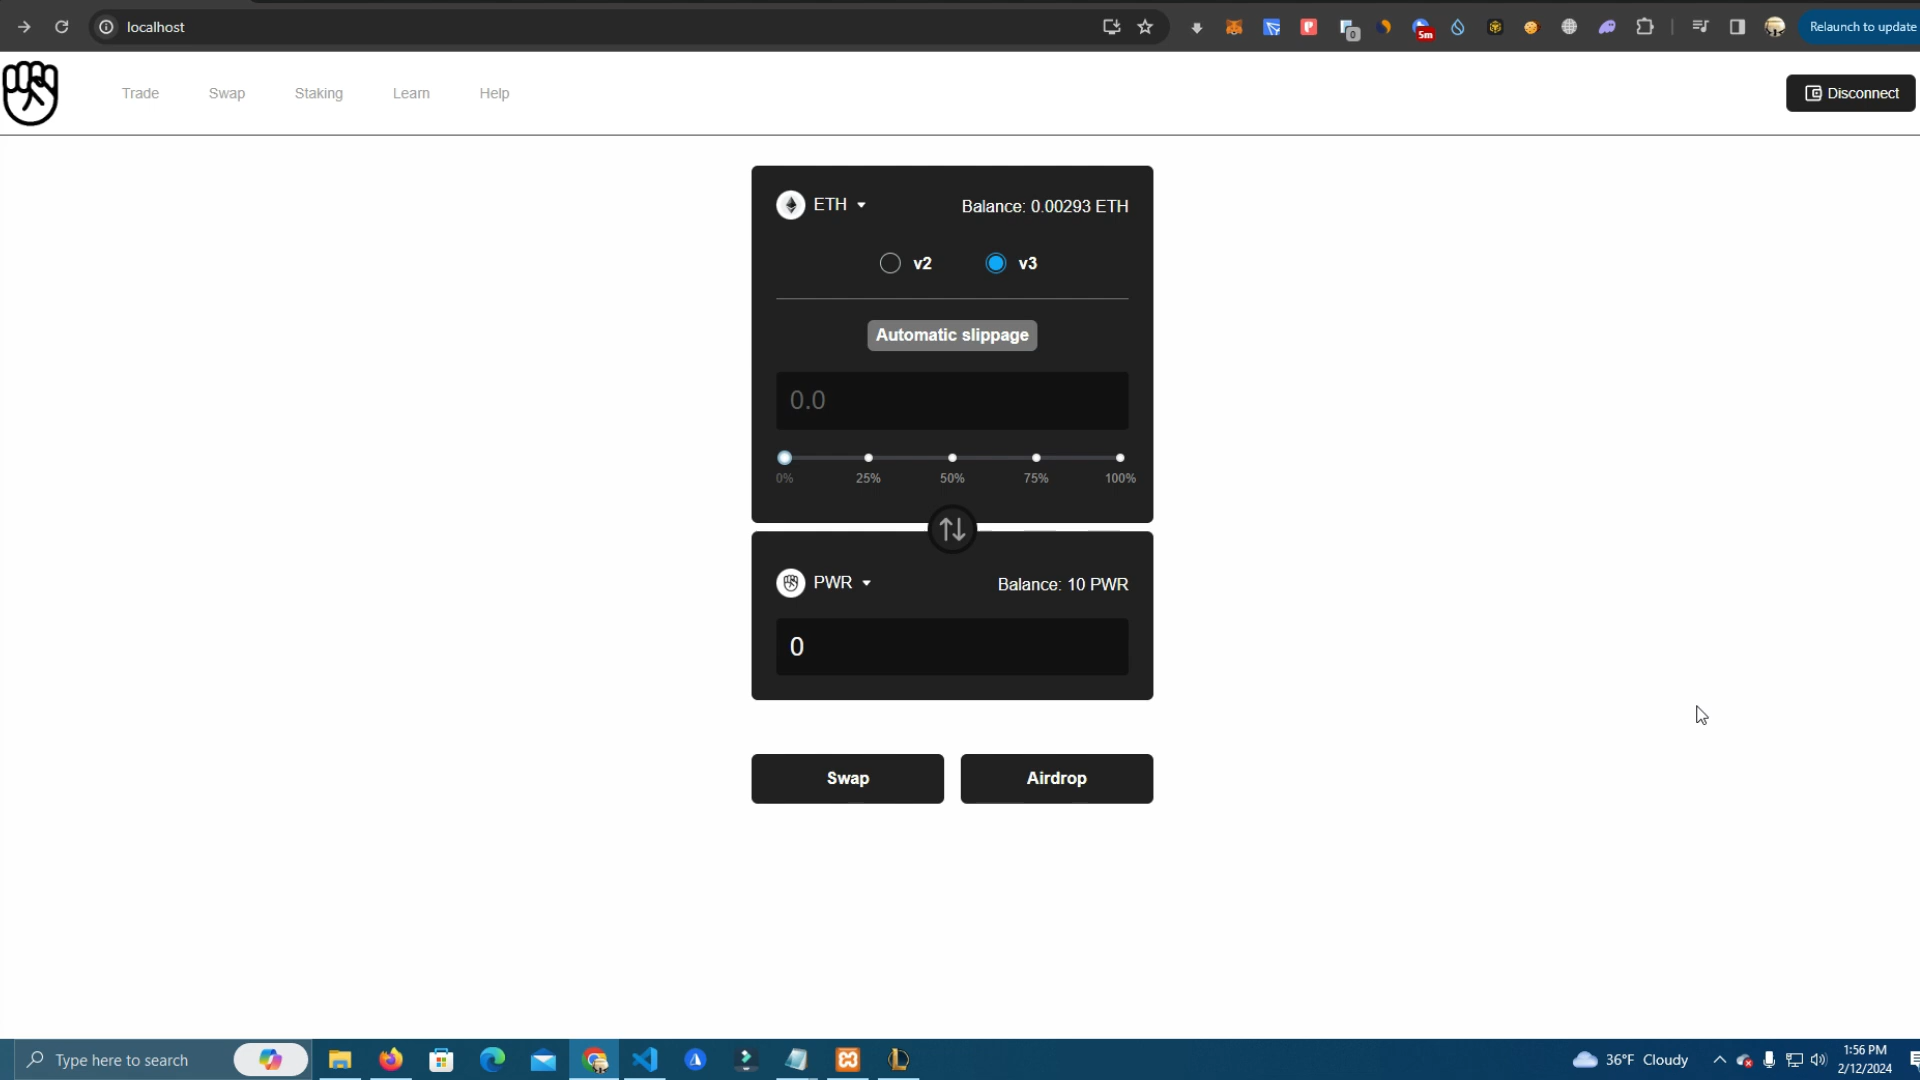 localhost
0
5m
Relaunch to update
Trade
Swap
Staking
Learn
Help
Disconnect
ETH
Balance: 0.00293 ETH
v2
v3
Automatic slippage
0.0
0%
25%
50%
75%
100%
PWR
Balance: 10 PWR
0
Swap
Airdrop
Type here to search
36°F Cloudy
1:56 PM
2/12/2024